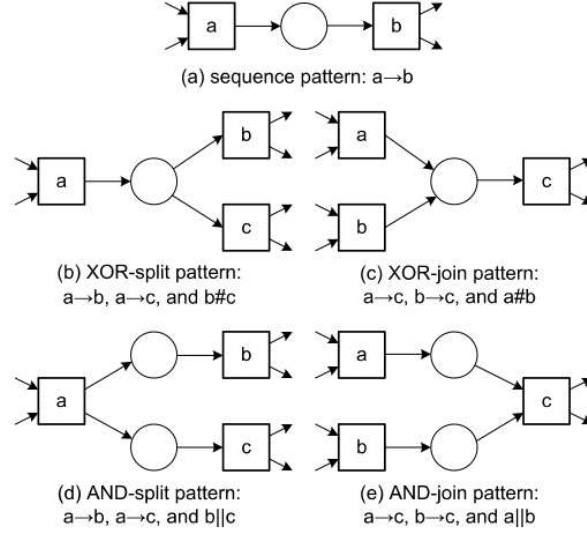 a b
(a) sequence pattern: a→b
b a
a c
c b
(b) XOR-split pattern: (c) XOR-join pattern:
a→b, a→c, and b#c a→c, b→c, and a#b
b a
a c
c b
(d) AND-split pattern: (e) AND-join pattern:
a→b, a→c, and b||c a→c, b→c, and a||b